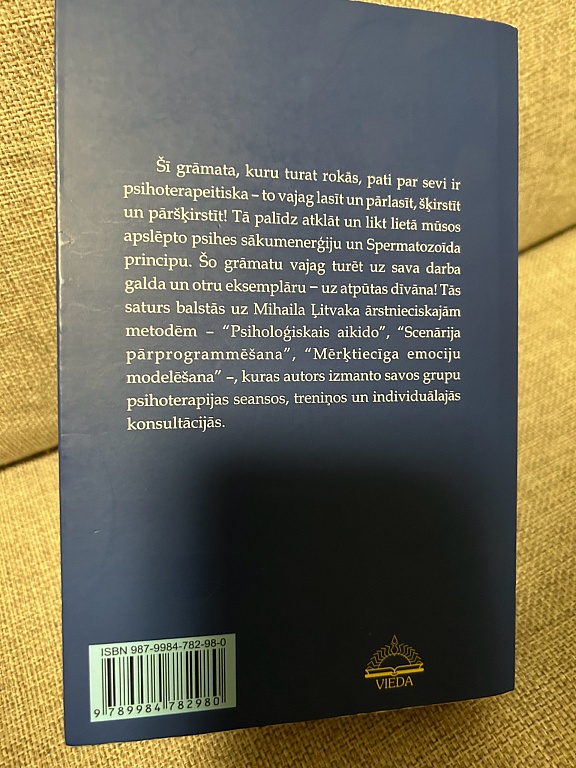 Šī grāmata, kuru turat rokās, pati par sevi ir
psihoterapeitiska – to vajag lasīt un pārlasīt, šķirstīt
un pāršķirstīt! Tā palīdz atklāt un likt lietā mūsos
apslēpto psihes sākumenerģiju un Spermatozoīda
principu. Šo grāmatu vajag turēt uz sava darba
galda un otru eksemplāru – uz atpūtas dīvāna! Tās
saturs balstās uz Mihaila Ļitvaka ārstnieciskajām
metodēm – “Psiholoģiskais aikido”, “Scenārija
pārprogrammēšana”, “Mērķtiecīga emociju
modelēšana” –, kuras autors izmanto savos grupu
psihoterapijas seansos, treniņos un individuālajās
konsultācijās.
ISBN 987-9984-782-98-0
9 789984 782980
VIEDA